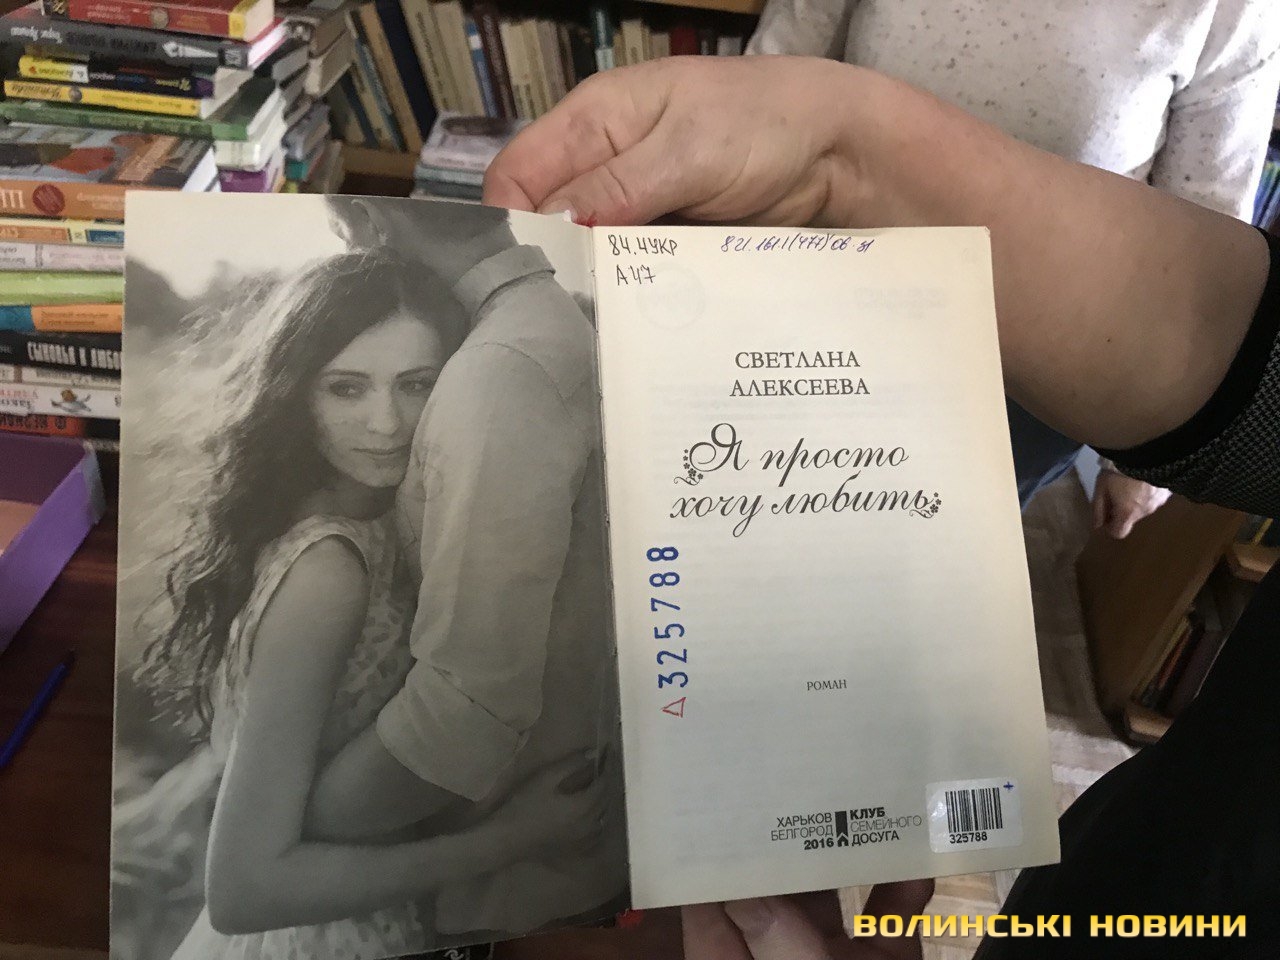 84.4УКР
А47
821.161.1(477)'06-31
СВЕТЛАНА
АЛЕКСЕЕВА
Я просто
хочу любить
325788
РОМАН
ХАРЬКОВ
БЕЛГОРОД
2016
КЛУБ
СЕМЕЙНОГО
ДОСУГА
325788
ВОЛИНСЬКІ НОВИНИ